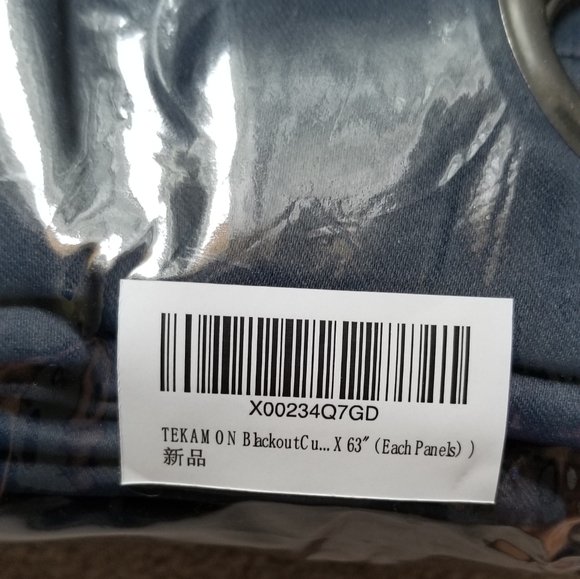 X00234Q7GD
TEKAMON BlackoutCu... X 63" (Each Panels) )
新品